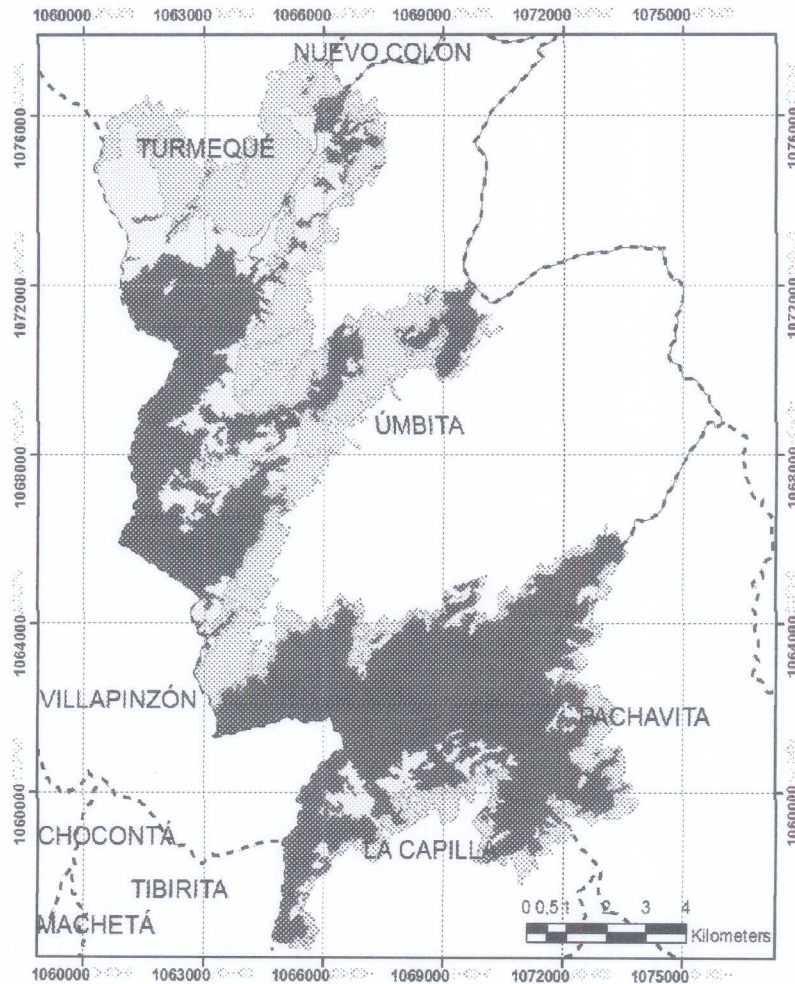 1060000 1063000 1066000 1069000 1072000 1075000
NUEVO COLÓN
1076000 1076000
TURMEQUÉ
1072000 1072000
ÚMBITA
1068000 1068000
1064000 1064000
VILLAPINZÓN
PACHAVITA
1060000 1060000
CHOCONTÁ
LA CAPILLA
TIBIRITA
MACHETÁ
0 0,5 1 2 3 4
Kilometers
1060000 1063000 1066000 1069000 1072000 1075000